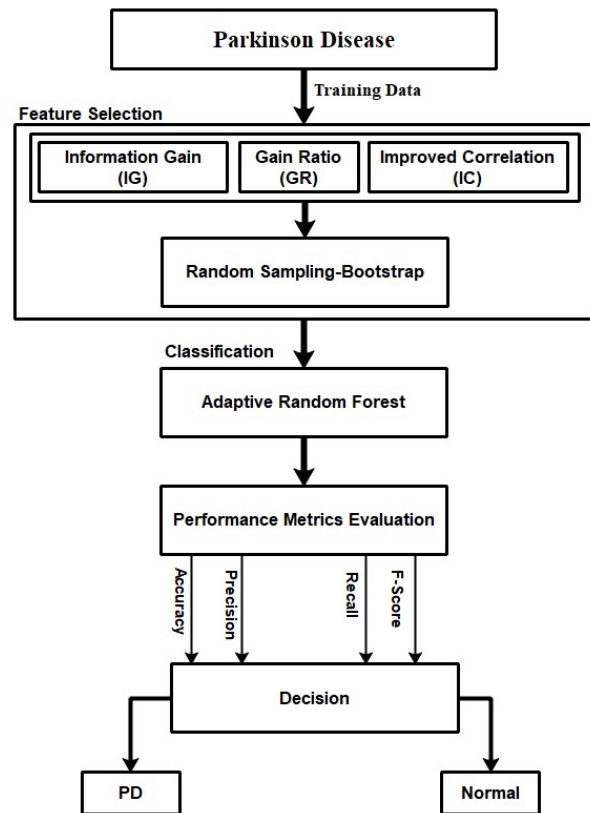 Parkinson Disease
Training Data
Feature Selection
Information Gain
(IG)
Gain Ratio
(GR)
Improved Correlation
(IC)
Random Sampling-Bootstrap
Classification
Adaptive Random Forest
Performance Metrics Evaluation
Accuracy
Precision
Recall
F-Score
Decision
PD
Normal